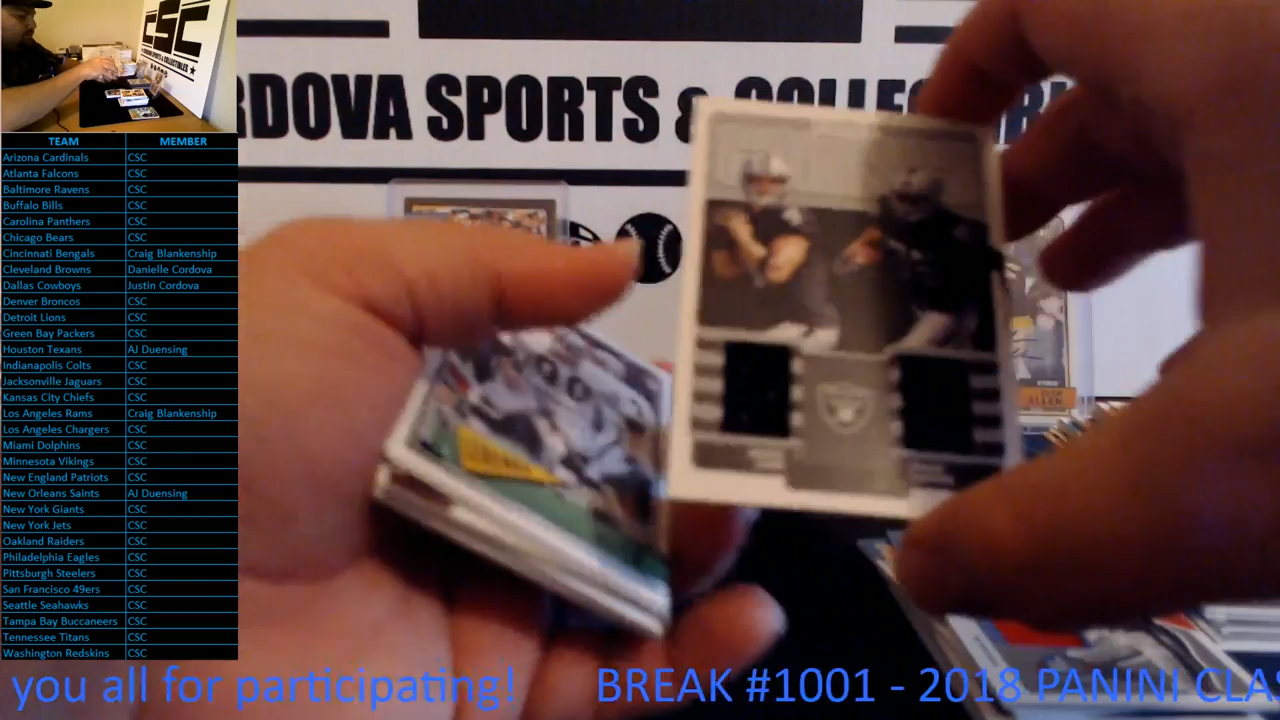 CSC
RDOVA SPORTS & COLLEC
TEAM MEMBER
Arizona Cardinals CSC
Atlanta Falcons CSC
Baltimore Ravens CSC
Buffalo Bills CSC
Carolina Panthers CSC
Chicago Bears CSC
Cincinnati Bengals Craig Blankenship
Cleveland Browns Danielle Cordova
Dallas Cowboys Justin Cordova
Denver Broncos CSC
Detroit Lions CSC
Green Bay Packers CSC
Houston Texans AJ Duensing
Indianapolis Colts CSC
Jacksonville Jaguars CSC
Kansas City Chiefs CSC
Los Angeles Rams Craig Blankenship
Los Angeles Chargers CSC
Miami Dolphins CSC
Minnesota Vikings CSC
New England Patriots CSC
New Orleans Saints AJ Duensing
New York Giants CSC
New York Jets CSC
Oakland Raiders CSC
Philadelphia Eagles CSC
Pittsburgh Steelers CSC
San Francisco 49ers CSC
Seattle Seahawks CSC
Tampa Bay Buccaneers CSC
Tennessee Titans CSC
Washington Redskins CSC
ALLEN
you all for participating! BREAK #1001 - 2018 PANINI CLAS